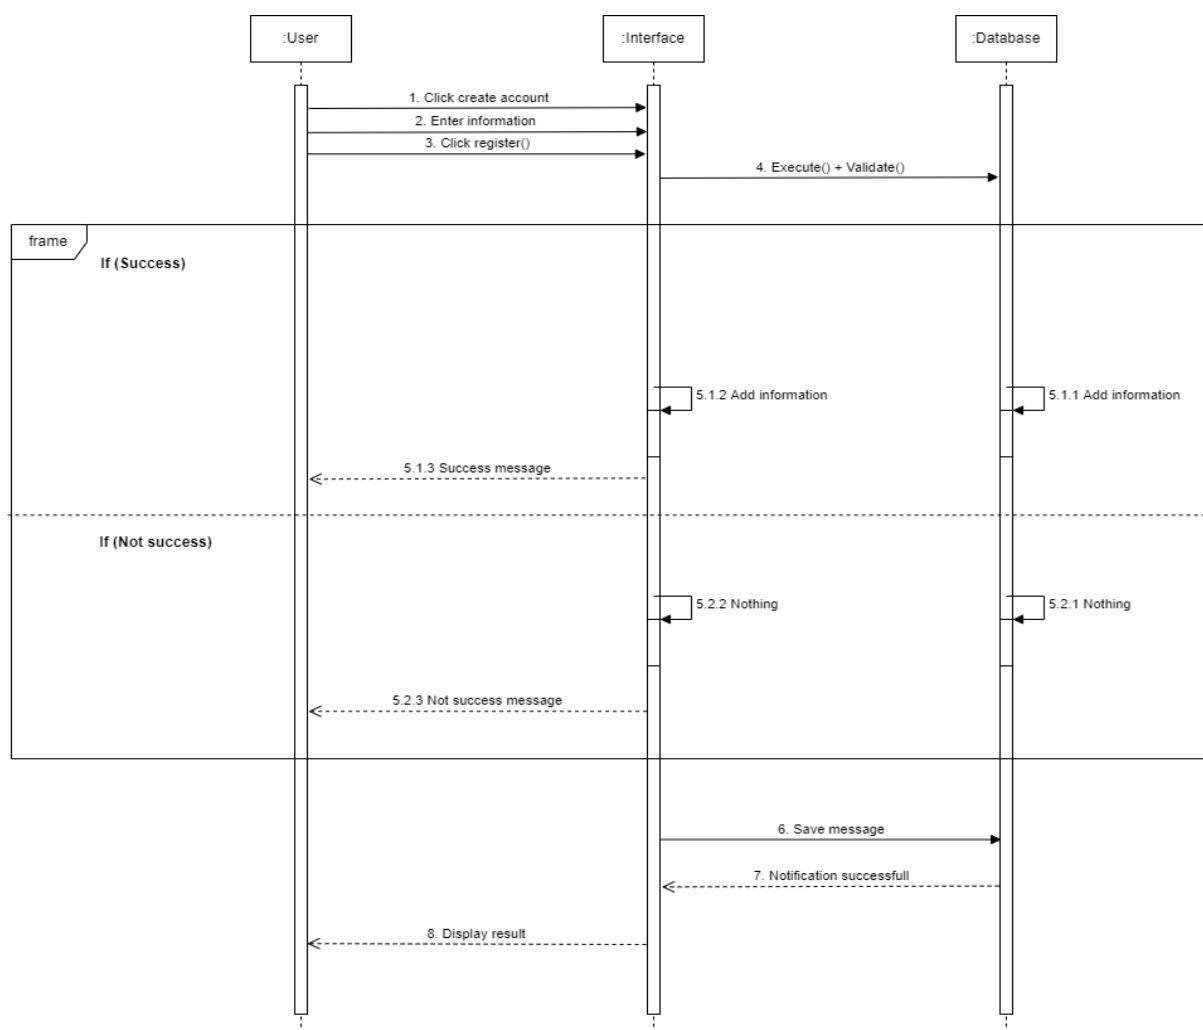 :User
:Interface
:Database
1. Click create account
2. Enter information
3. Click register()
4. Execute() + Validate()
frame
If (Success)
5.1.2 Add information
5.1.1 Add information
5.1.3 Success message
If (Not success)
5.2.2 Nothing
5.2.1 Nothing
5.2.3 Not success message
6. Save message
7. Notification successfull
8. Display result